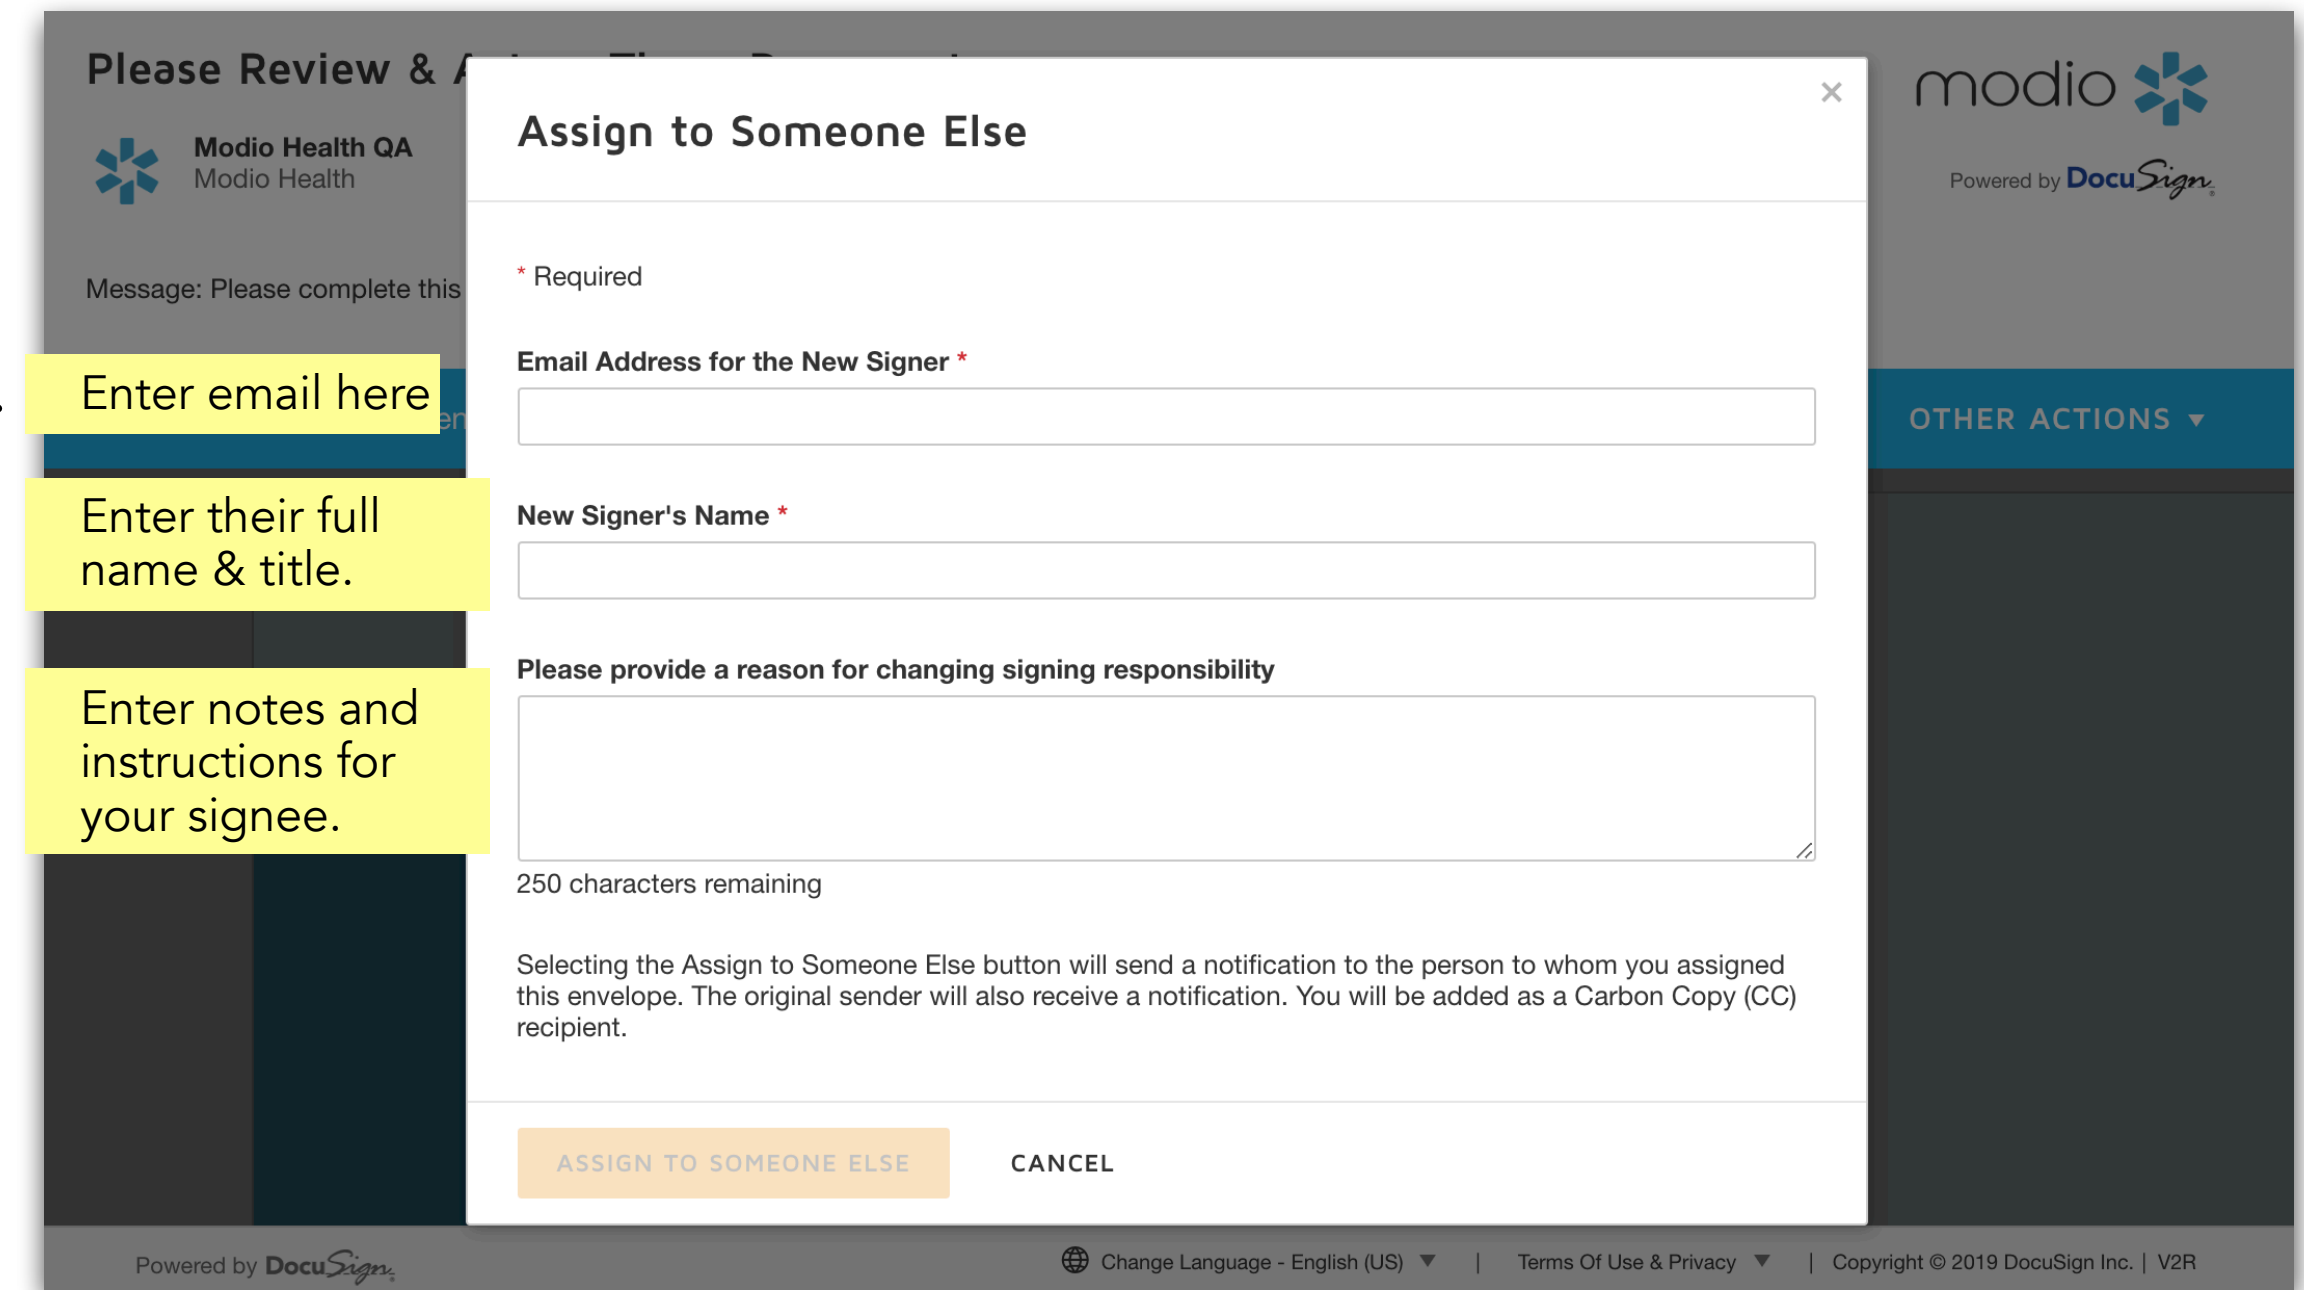 Please Review &
modio
Modio Health QA
Modio Health
Powered by DocuSign
Message: Please complete this
Assign to Someone Else
×
* Required
Enter email here
Email Address for the New Signer *
OTHER ACTIONS ▼
Enter their full
name & title.
New Signer's Name *
Enter notes and
instructions for
your signee.
Please provide a reason for changing signing responsibility
250 characters remaining
Selecting the Assign to Someone Else button will send a notification to the person to whom you assigned
this envelope. The original sender will also receive a notification. You will be added as a Carbon Copy (CC)
recipient.
ASSIGN TO SOMEONE ELSE
CANCEL
Powered by DocuSign
Change Language - English (US) ▼ | Terms Of Use & Privacy ▼ | Copyright © 2019 DocuSign Inc. | V2R